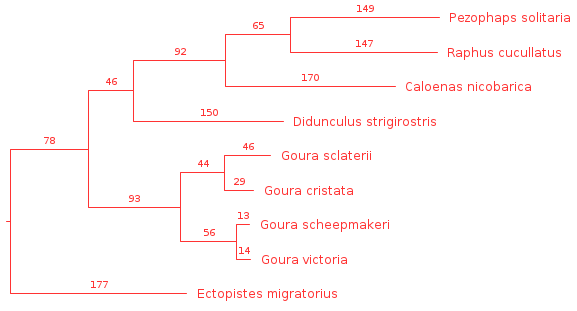 149
Pezophaps solitaria
65
147
Raphus cucullatus
92
170
Caloenas nicobarica
46
150
Didunculus strigirostris
78
46
Goura sclaterii
44
29
Goura cristata
93
13
Goura scheepmakeri
56
14
Goura victoria
177
Ectopistes migratorius